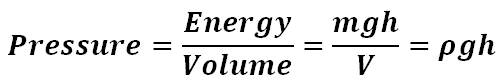 Pressure = Energy/Volume = mgh/V = ρgh